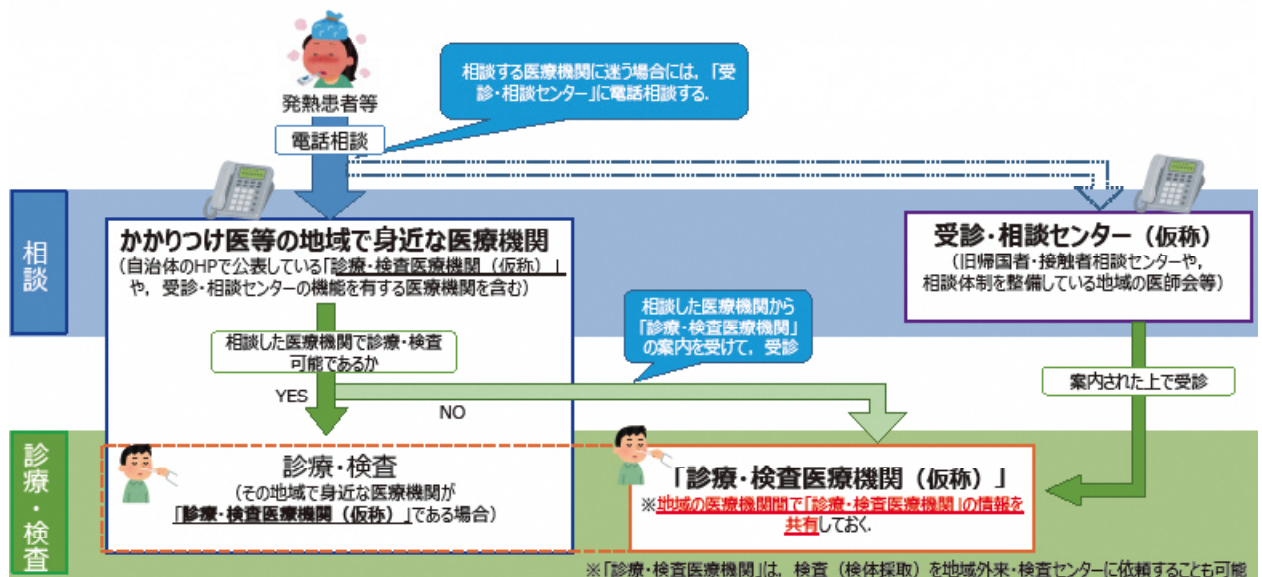 発熱患者等
電話相談
相談する医療機関に迷う場合には,「受
診・相談センター」に電話相談する.
相談
かかりつけ医等の地域で身近な医療機関
(自治体のHPで公表している「診療・検査医療機関(仮称)」
や,受診・相談センターの機能を有する医療機関を含む)
受診・相談センター(仮称)
(旧帰国者・接触者相談センターや,
相談体制を整備している地域の医師会等)
相談した医療機関で診療・検査
可能であるか
相談した医療機関から
「診療・検査医療機関」
の案内を受けて,受診
案内された上で受診
YES
NO
診療・検査
診療・検査
(その地域で身近な医療機関が
「診療・検査医療機関(仮称)」である場合)
「診療・検査医療機関(仮称)」
※地域の医療機関間で「診療・検査医療機関」の情報を
共有しておく.
※「診療・検査医療機関」は,検査(検体採取)を地域外来・検査センターに依頼することも可能